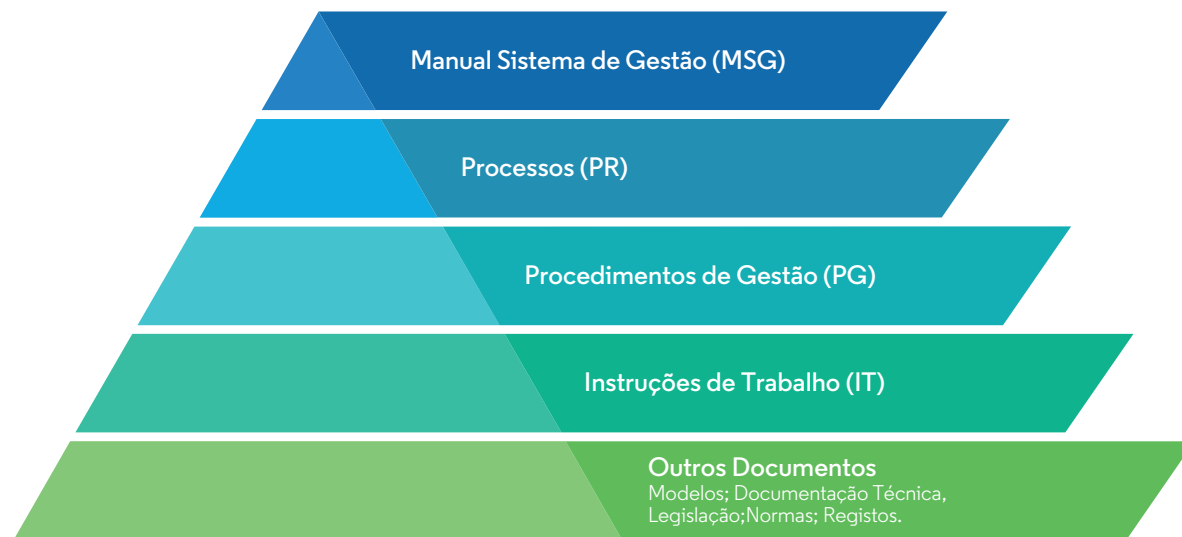 Manual Sistema de Gestão (MSG)
Processos (PR)
Procedimentos de Gestão (PG)
Instruções de Trabalho (IT)
Outros Documentos
Modelos; Documentação Técnica,
Legislação;Normas; Registos.